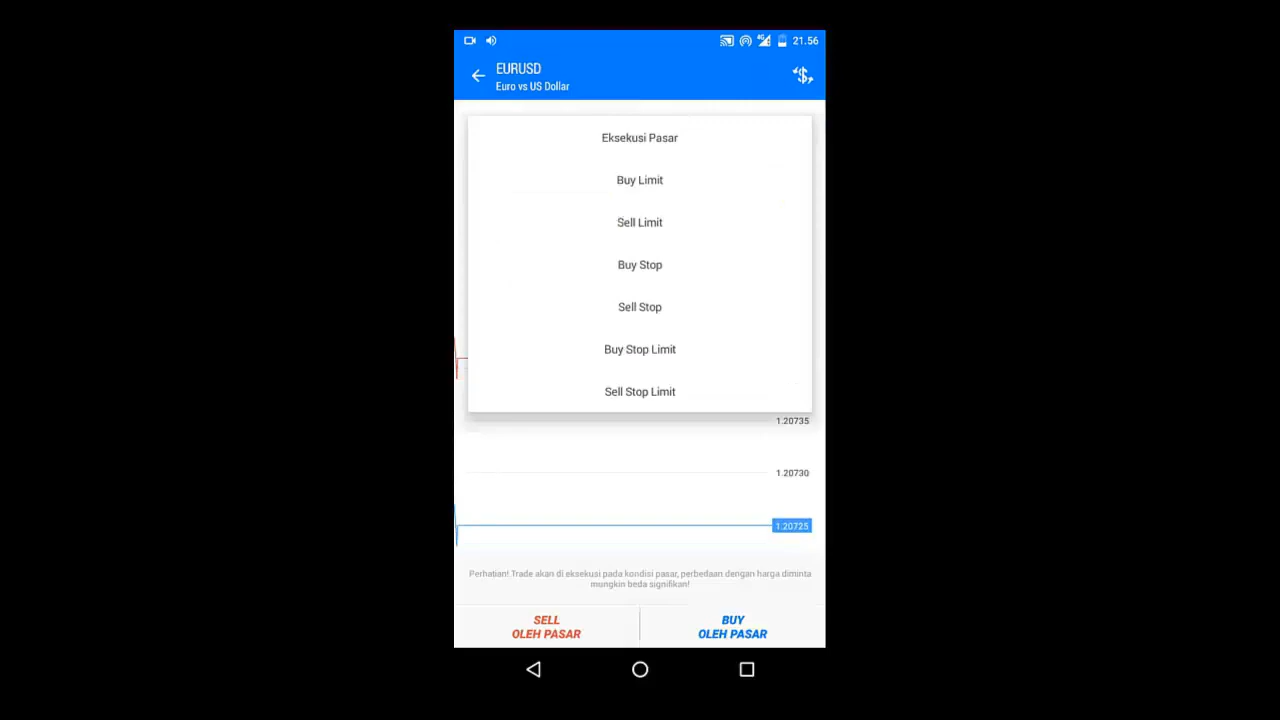 4G
21.56
EURUSD
Euro vs US Dollar
Eksekusi Pasar
Buy Limit
Sell Limit
Buy Stop
Sell Stop
Buy Stop Limit
Sell Stop Limit
1.20735
1.20730
1.20725
Perhatian! Trade akan di eksekusi pada kondisi pasar, perbedaan dengan harga diminta
mungkin beda signifikan!
SELL
OLEH PASAR
BUY
OLEH PASAR